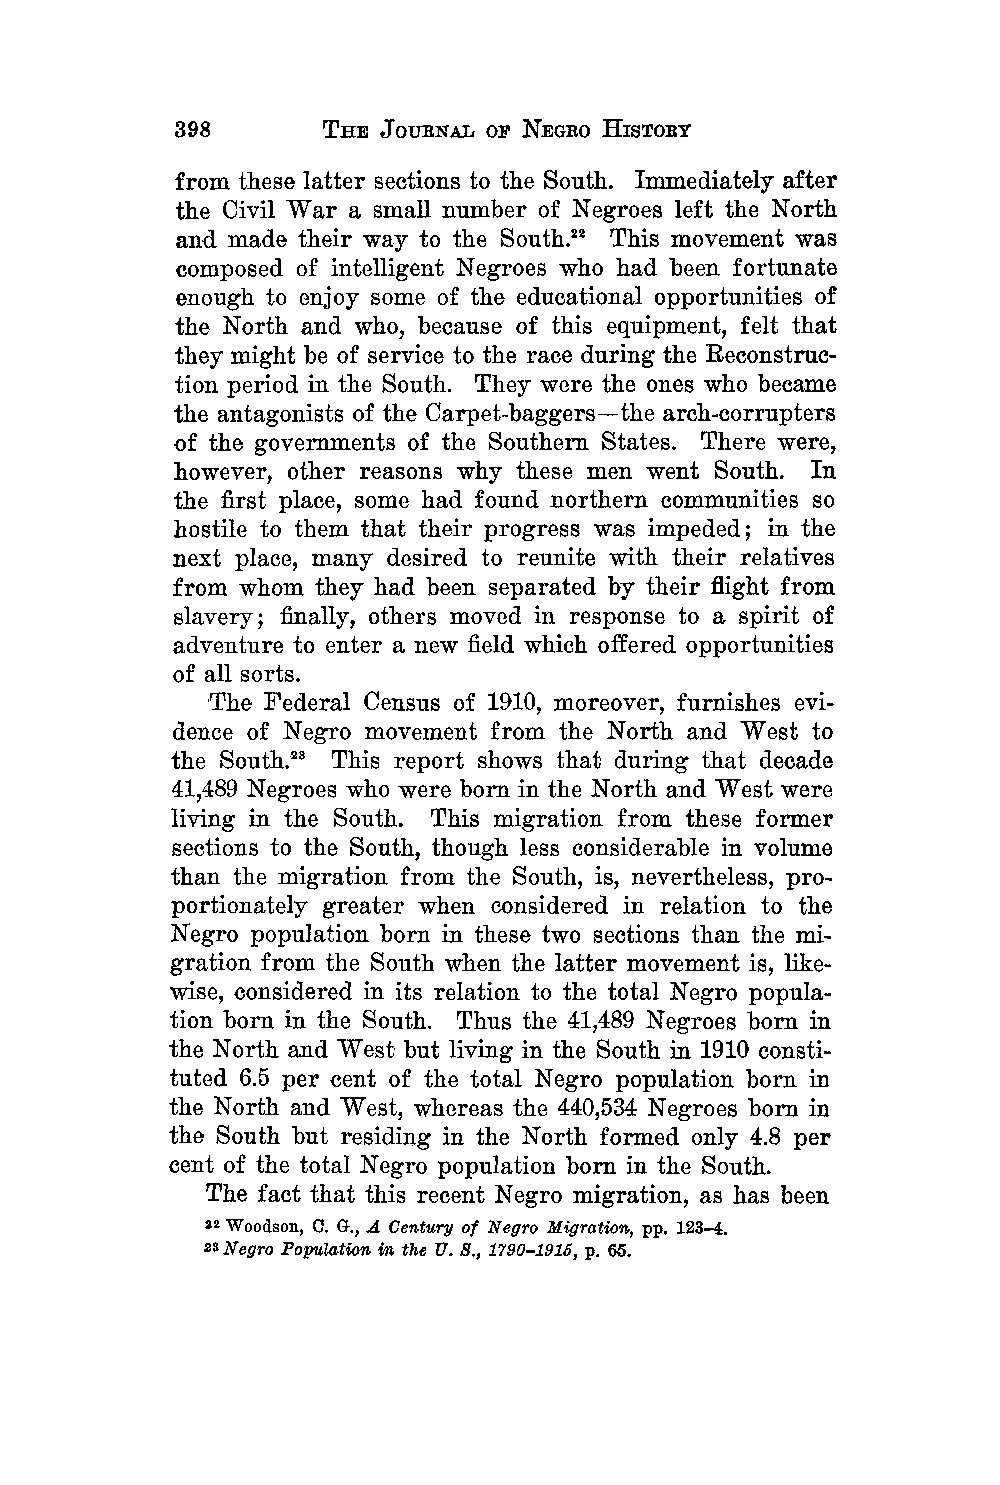 398 THE JOURNAL OF NEGRO HISTORY
from these latter sections to the South. Immediately after
the Civil War a small number of Negroes left the North
and made their way to the South.²² This movement was
composed of intelligent Negroes who had been fortunate
enough to enjoy some of the educational opportunities of
the North and who, because of this equipment, felt that
they might be of service to the race during the Reconstruc-
tion period in the South. They were the ones who became
the antagonists of the Carpet-baggers—the arch-corrupters
of the governments of the Southern States. There were,
however, other reasons why these men went South. In
the first place, some had found northern communities so
hostile to them that their progress was impeded; in the
next place, many desired to reunite with their relatives
from whom they had been separated by their flight from
slavery; finally, others moved in response to a spirit of
adventure to enter a new field which offered opportunities
of all sorts.
The Federal Census of 1910, moreover, furnishes evi-
dence of Negro movement from the North and West to
the South.²³ This report shows that during that decade
41,489 Negroes who were born in the North and West were
living in the South. This migration from these former
sections to the South, though less considerable in volume
than the migration from the South, is, nevertheless, pro-
portionately greater when considered in relation to the
Negro population born in these two sections than the mi-
gration from the South when the latter movement is, like-
wise, considered in its relation to the total Negro popula-
tion born in the South. Thus the 41,489 Negroes born in
the North and West but living in the South in 1910 consti-
tuted 6.5 per cent of the total Negro population born in
the North and West, whereas the 440,534 Negroes born in
the South but residing in the North formed only 4.8 per
cent of the total Negro population born in the South.
The fact that this recent Negro migration, as has been
²² Woodson, C. G., A Century of Negro Migration, pp. 123–4.
²³ Negro Population in the U. S., 1790–1915, p. 65.